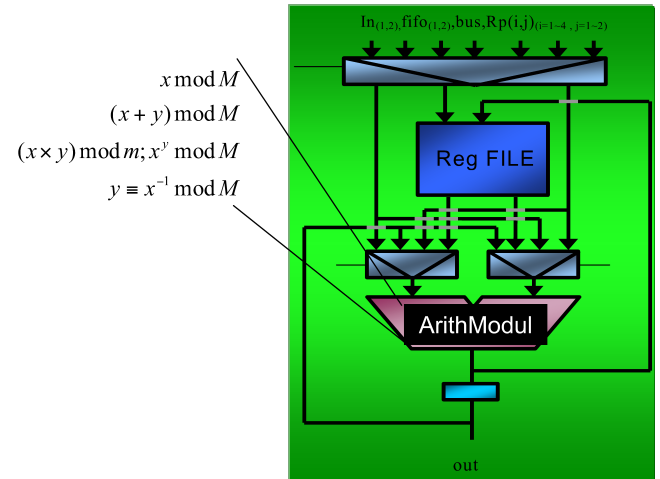 In(1,2),fifo(1,2),bus,Rp(i,j)(i=1~4 , j=1~2)
x mod M
(x + y) mod M
(x × y) mod m; x^y mod M
y ≡ x^−1 mod M
Reg FILE
ArithModul
out